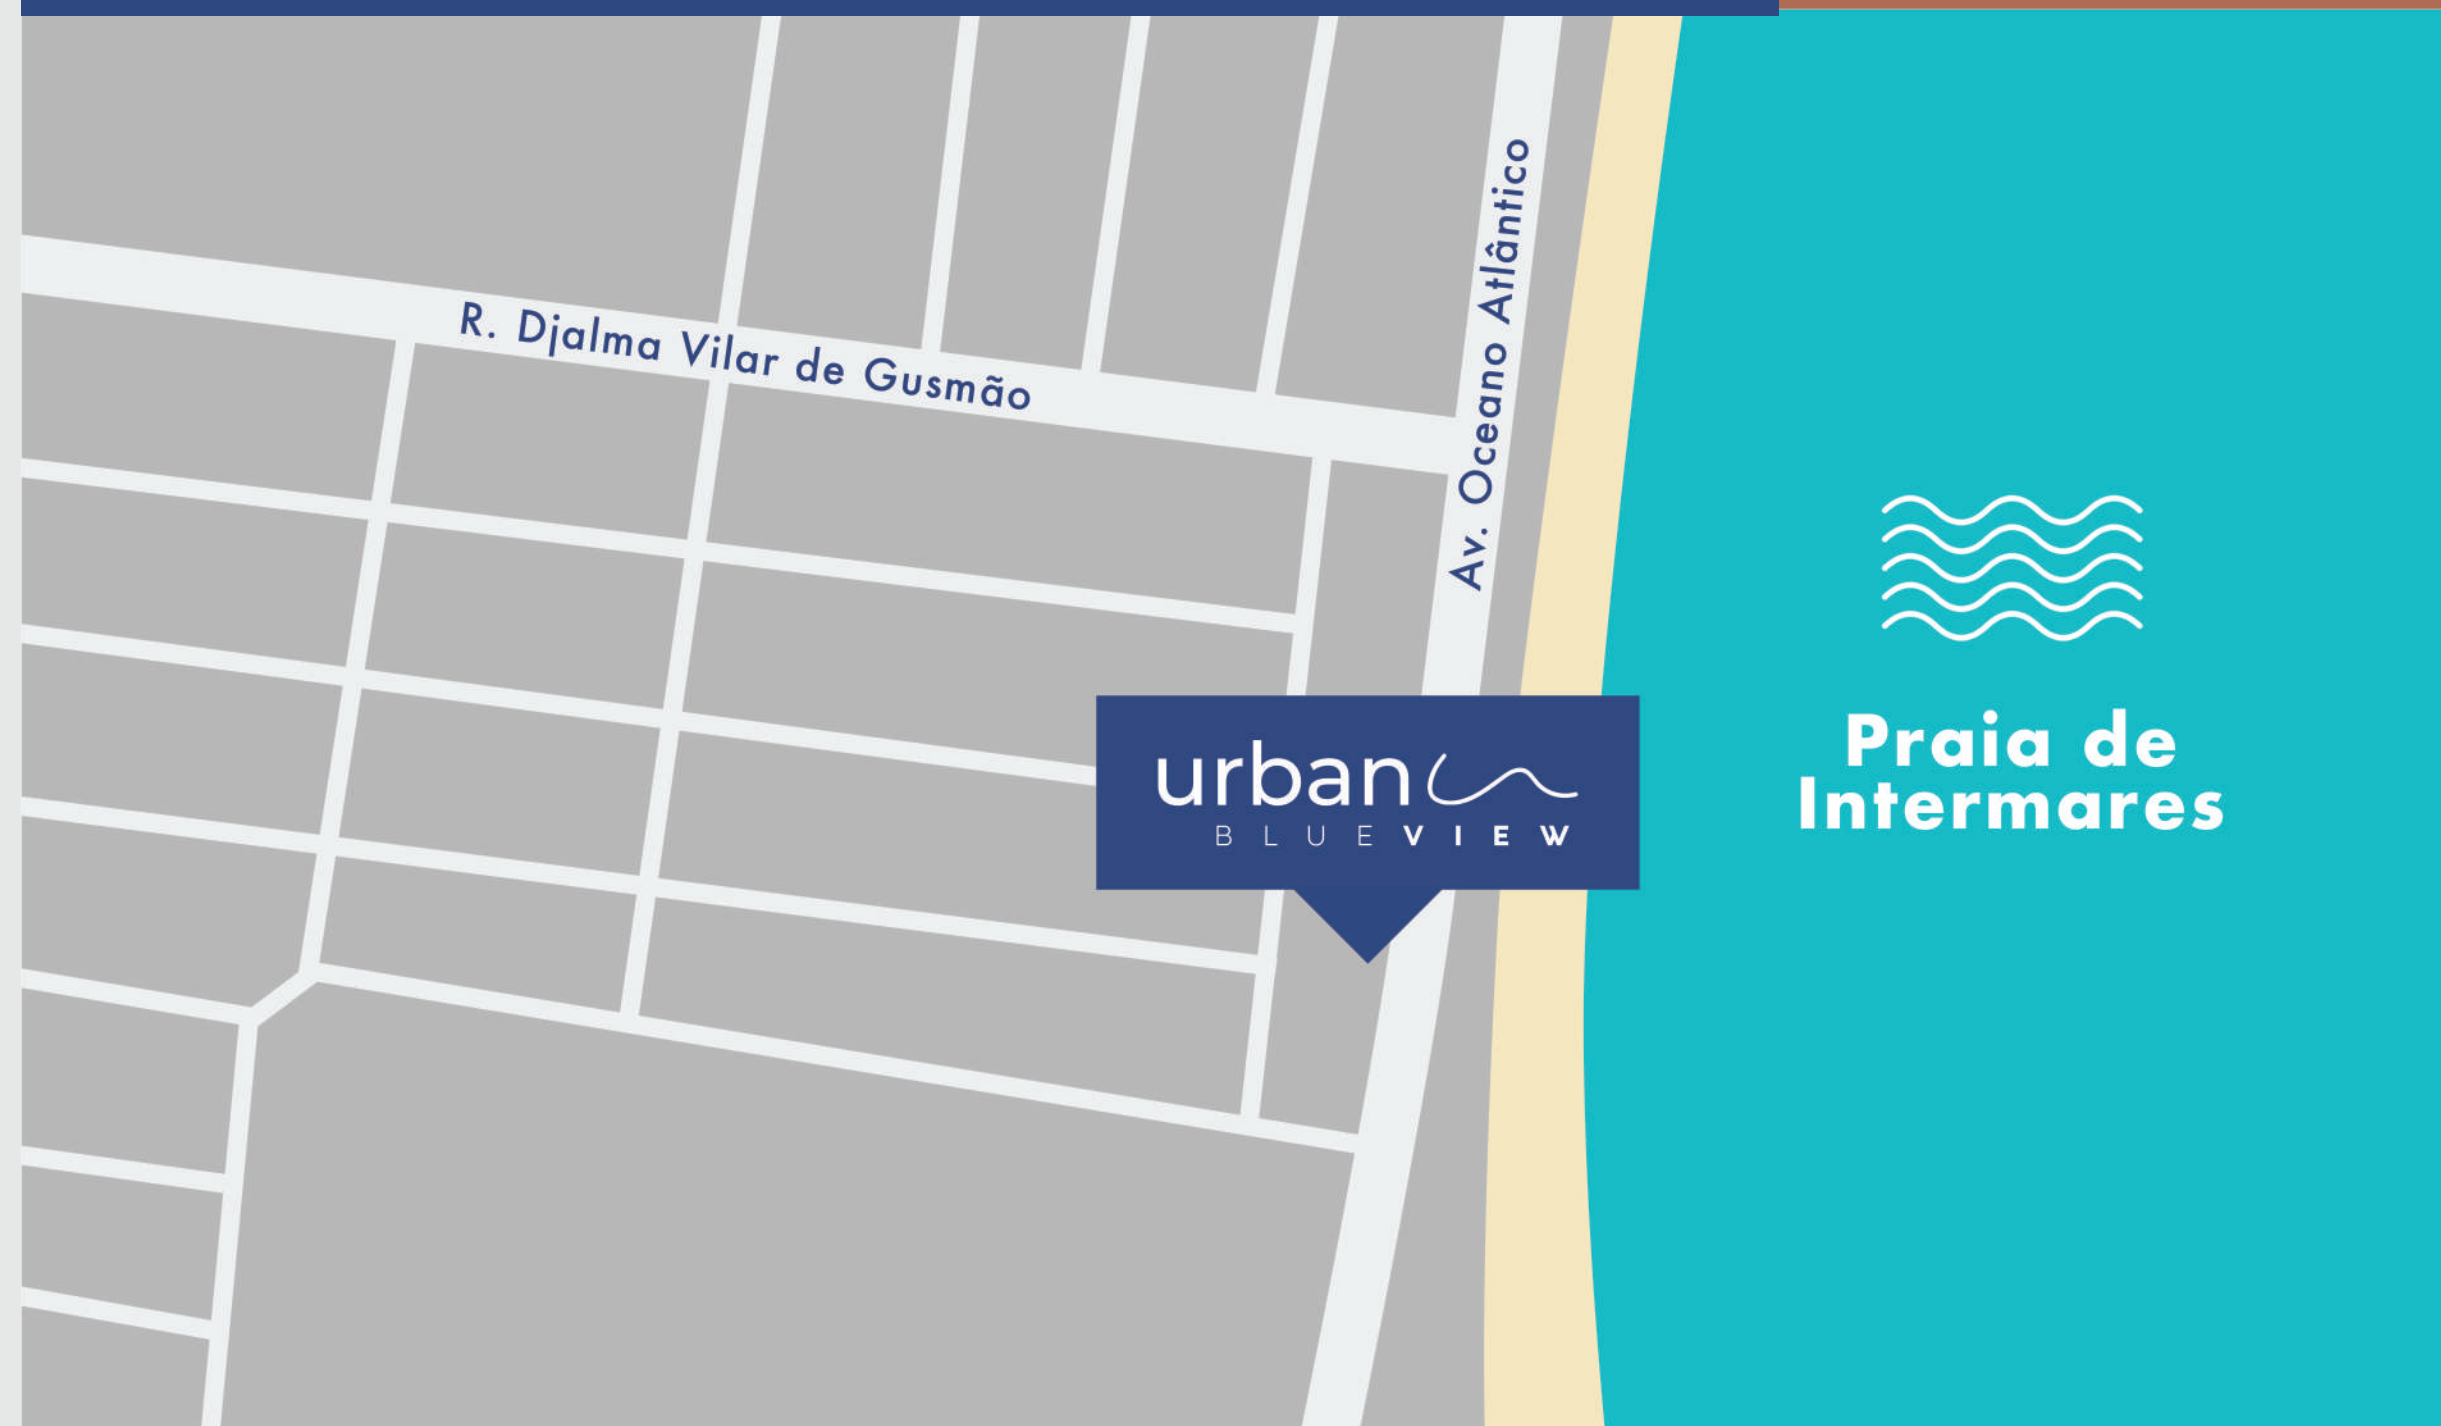 R. Djalma Vilar de Gusmão
Av. Oceano Atlântico
urban
BLUEVIEW
Praia de
Intermares